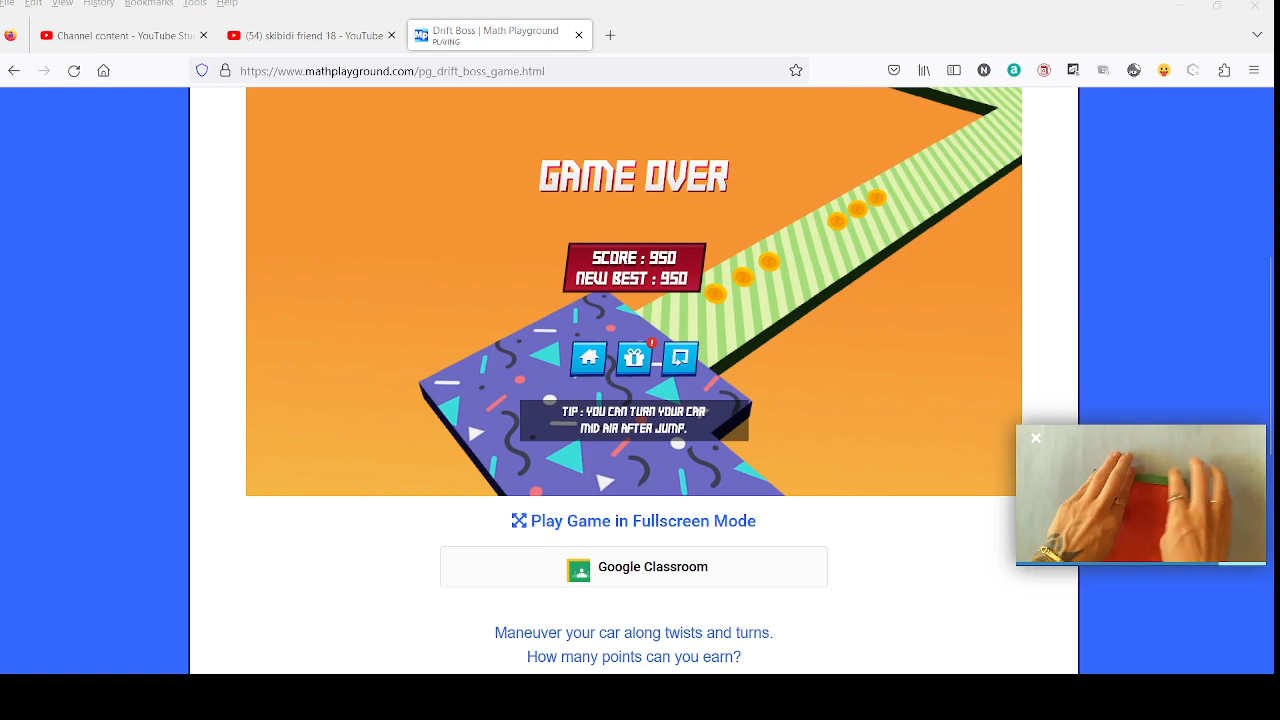 File Edit View History Bookmarks Tools Help
Channel content - YouTube Stu
(54) skibidi friend 18 - YouTube
Mp
Drift Boss | Math Playground
PLAYING
https://www.mathplayground.com/pg_drift_boss_game.html
N
a
GAME OVER
SCORE : 950
NEW BEST : 950
!
TIP : YOU CAN TURN YOUR CAR
MID AIR AFTER JUMP.
Play Game in Fullscreen Mode
Google Classroom
Maneuver your car along twists and turns.
How many points can you earn?